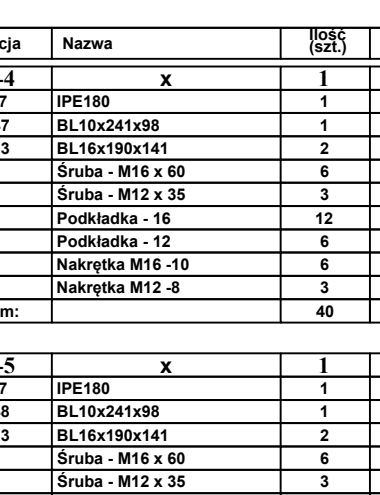 cja Nazwa Ilość (szt.)
-4 x 1
7 IPE180 1
7 BL10x241x98 1
3 BL16x190x141 2
Śruba - M16 x 60 6
Śruba - M12 x 35 3
Podkładka - 16 12
Podkładka - 12 6
Nakrętka M16 -10 6
Nakrętka M12 -8 3
m: 40
-5 x 1
7 IPE180 1
8 BL10x241x98 1
3 BL16x190x141 2
Śruba - M16 x 60 6
Śruba - M12 x 35 3